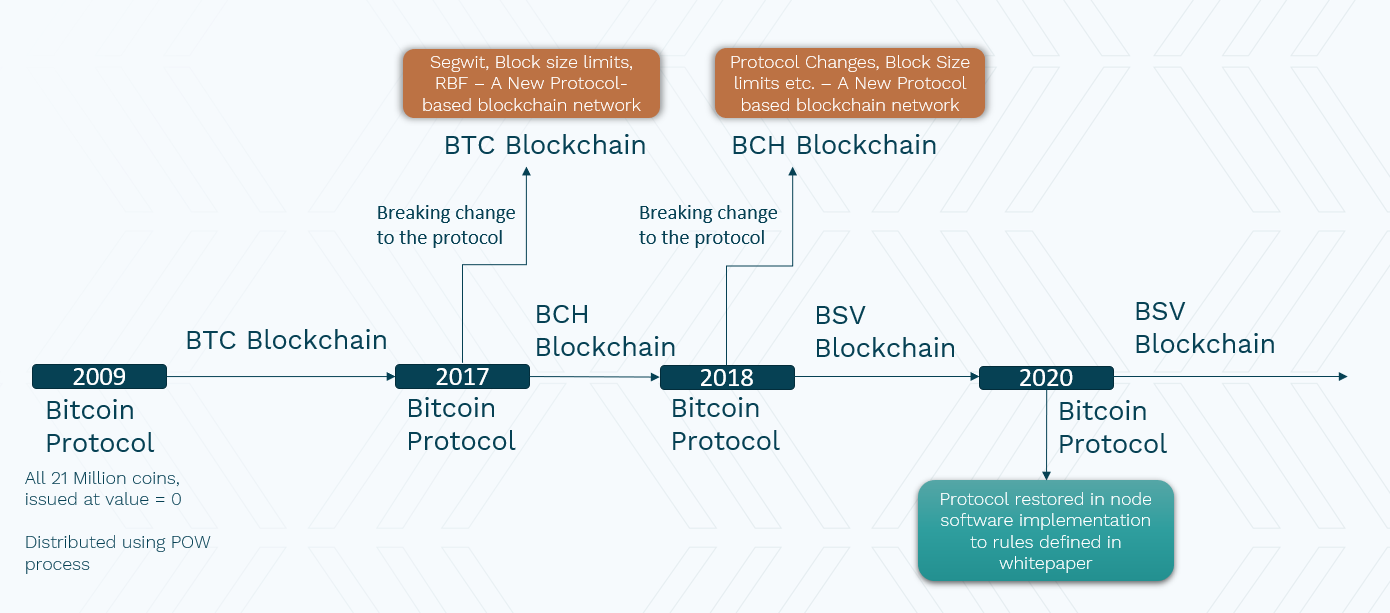 Segwit, Block size limits,
RBF – A New Protocol-
based blockchain network
Protocol Changes, Block Size
limits etc. – A New Protocol
based blockchain network
BTC Blockchain
BCH Blockchain
Breaking change
to the protocol
Breaking change
to the protocol
BTC Blockchain
BCH
Blockchain
BSV
Blockchain
BSV
Blockchain
2009
2017
2018
2020
Bitcoin
Protocol
Bitcoin
Protocol
Bitcoin
Protocol
Bitcoin
Protocol
All 21 Million coins,
issued at value = 0
Distributed using POW
process
Protocol restored in node
software implementation
to rules defined in
whitepaper